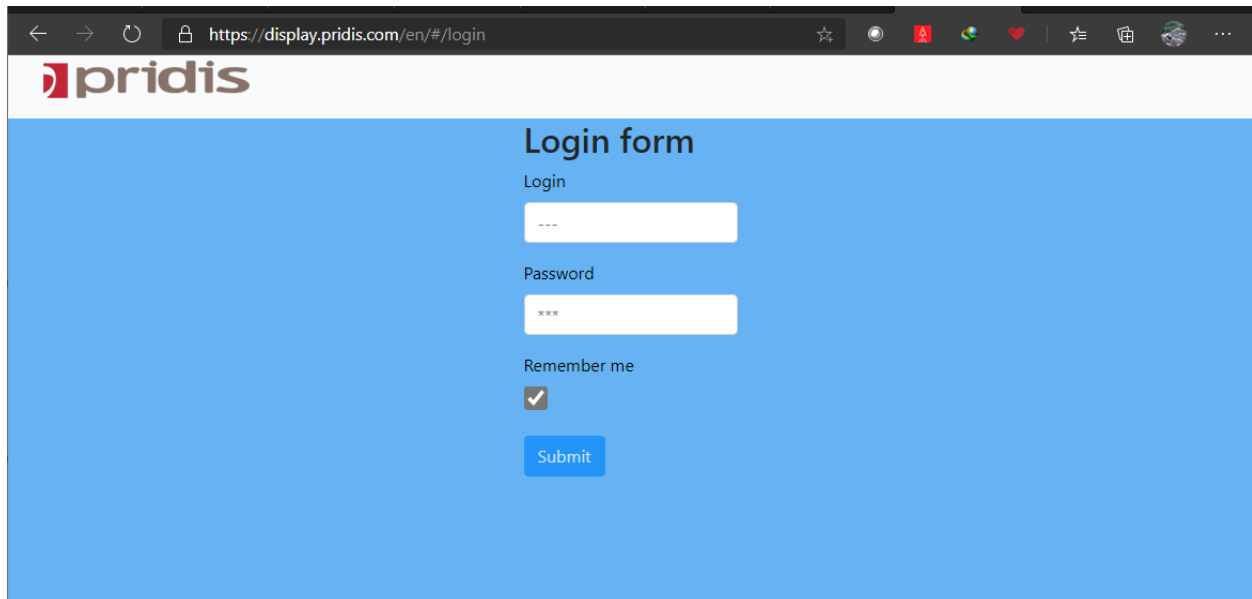 https://display.pridis.com/en/#/login
pridis
Login form
Login
---
Password
***
Remember me
Submit